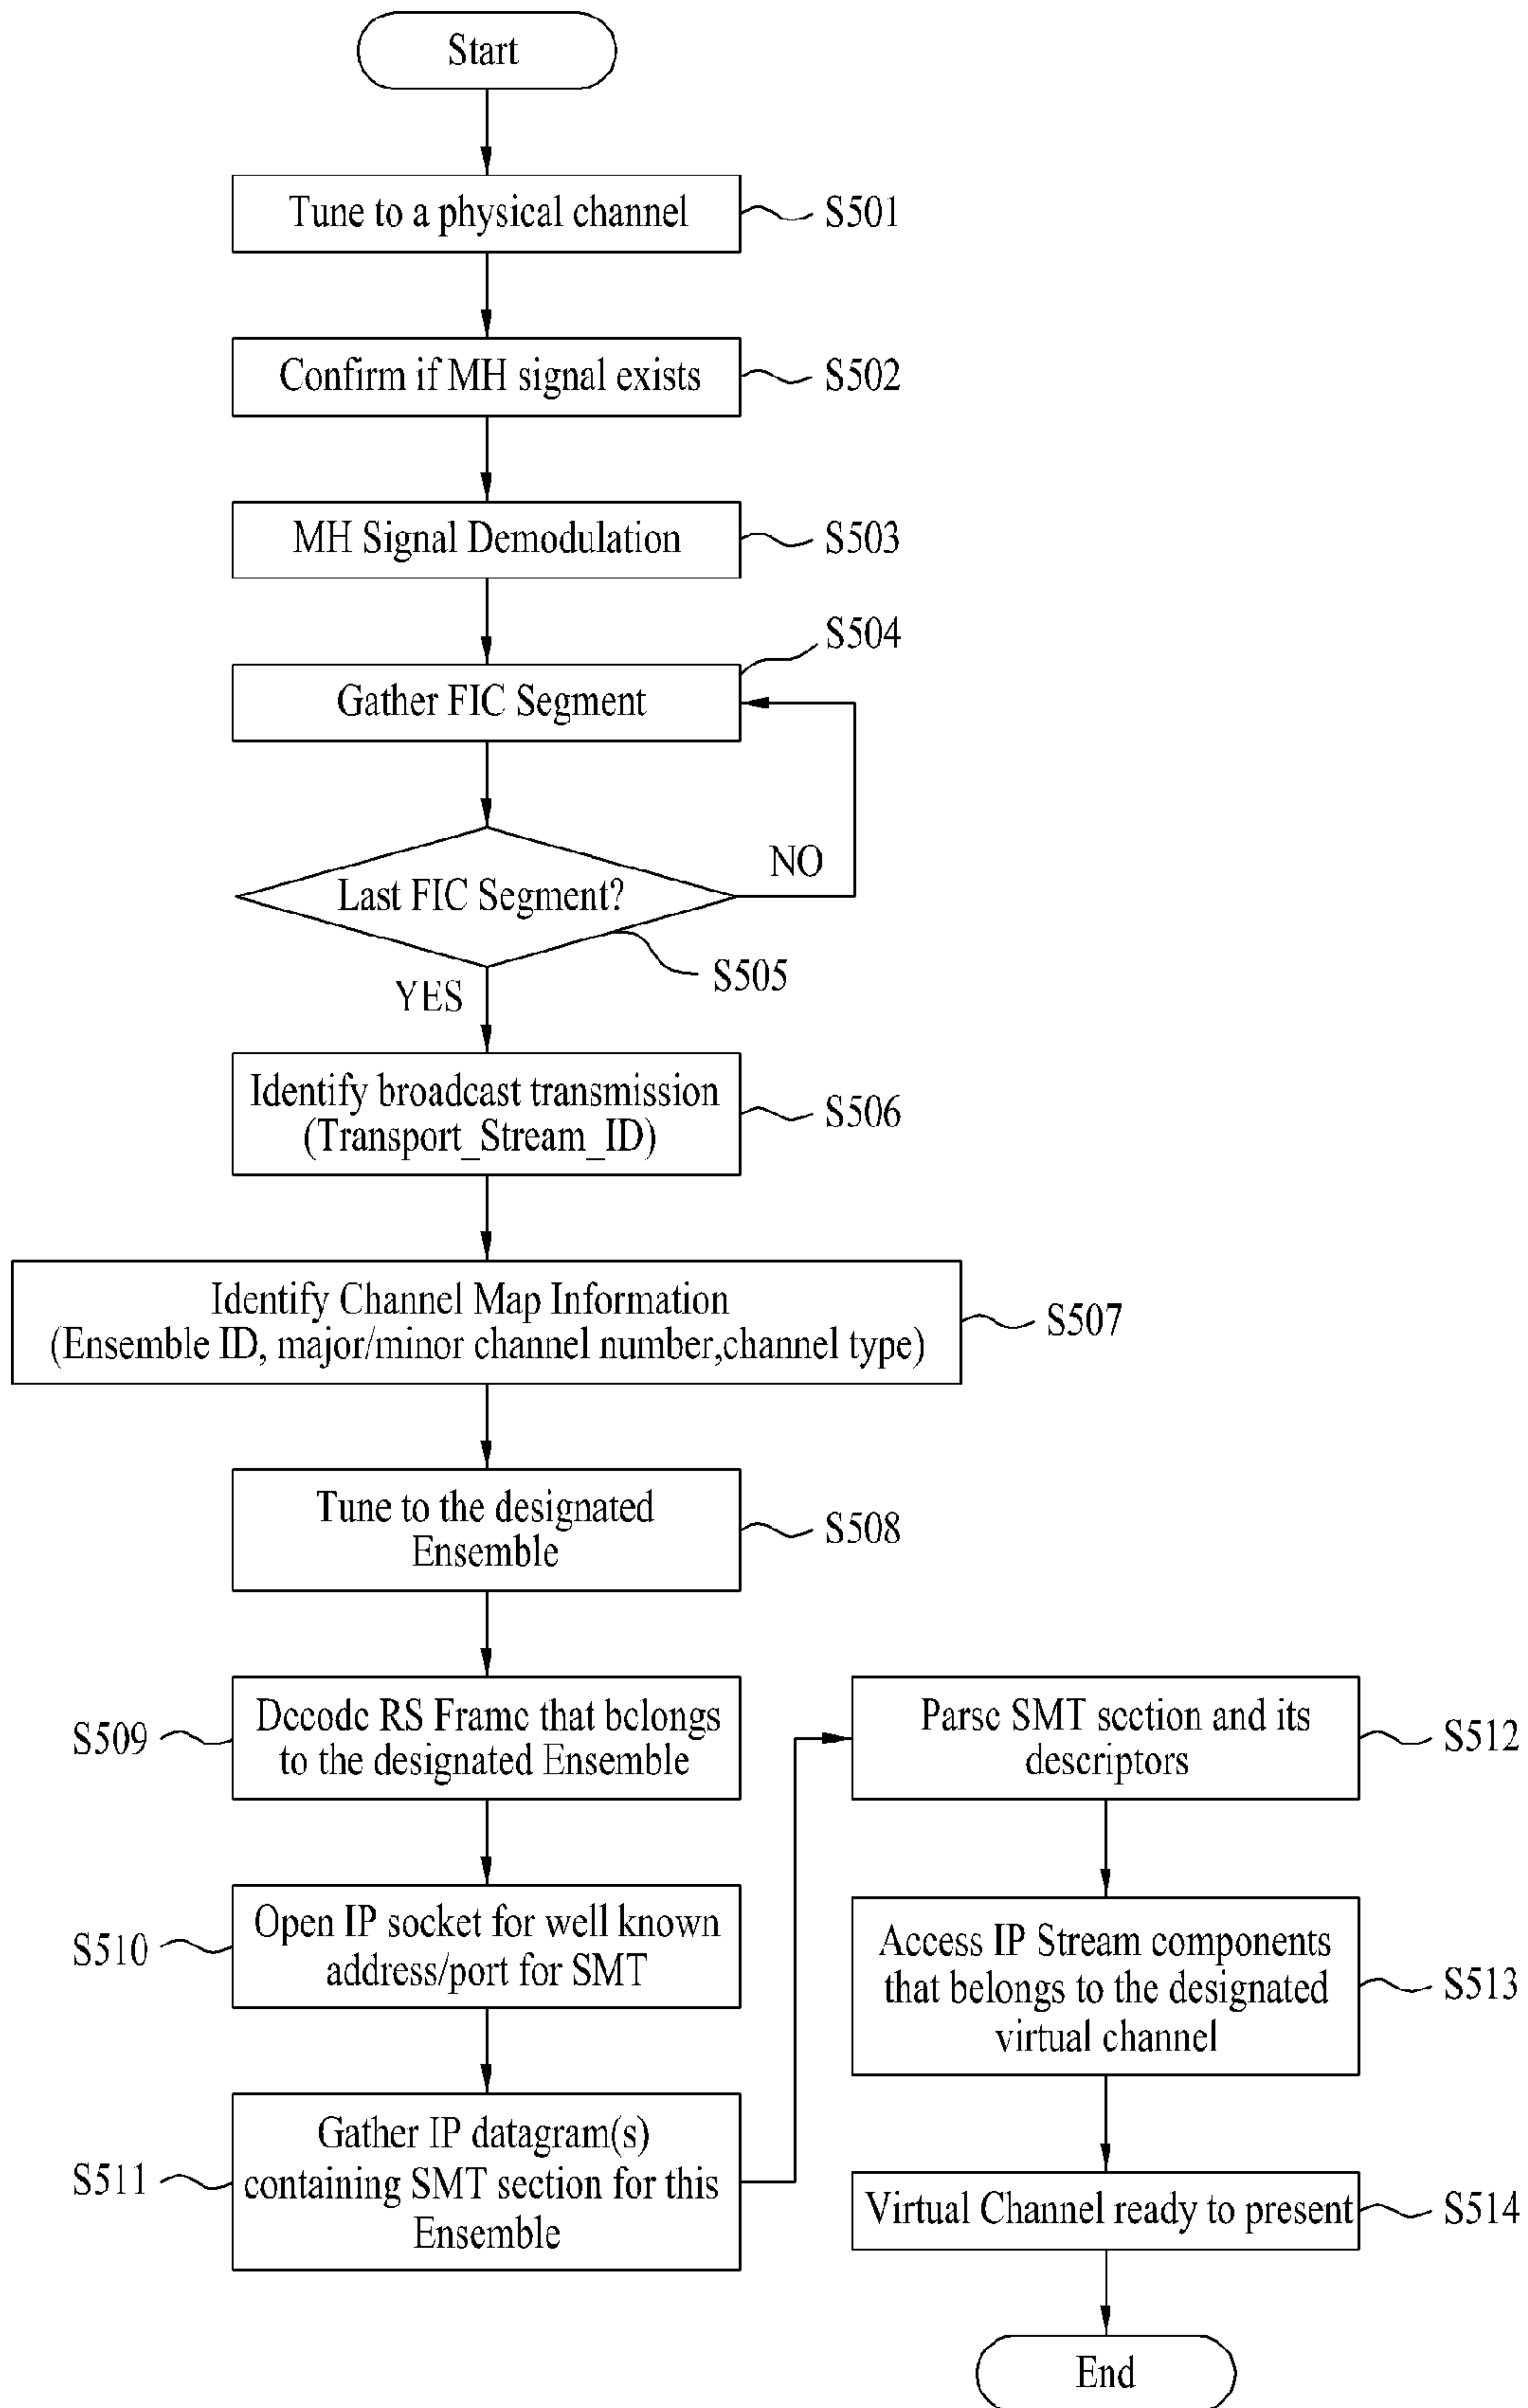 Start
Tune to a physical channel
S501
Confirm if MH signal exists
S502
MH Signal Demodulation
S503
S504
Gather FIC Segment
NO
Last FIC Segment?
S505
YES
Identify broadcast transmission
(Transport_Stream_ID)
S506
Identify Channel Map Information
(Ensemble ID, major/minor channel number,channel type)
S507
Tune to the designated
Ensemble
S508
S509
Decode RS Frame that belongs
to the designated Ensemble
S510
Open IP socket for well known
address/port for SMT
S511
Gather IP datagram(s)
containing SMT section for this
Ensemble
Parse SMT section and its
descriptors
S512
Access IP Stream components
that belongs to the designated
virtual channel
S513
Virtual Channel ready to present
S514
End